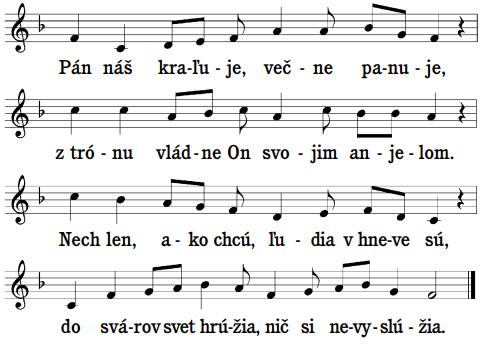 Pán náš kra-ľu-je, več-ne pa-nu-je,
z tró-nu vlád-ne On svo-jim an-je-lom.
Nech len, a-ko chcú, ľu-dia v hne-ve sú,
do svá-rov svet hrú-žia, nič si ne-vy-slú-žia.